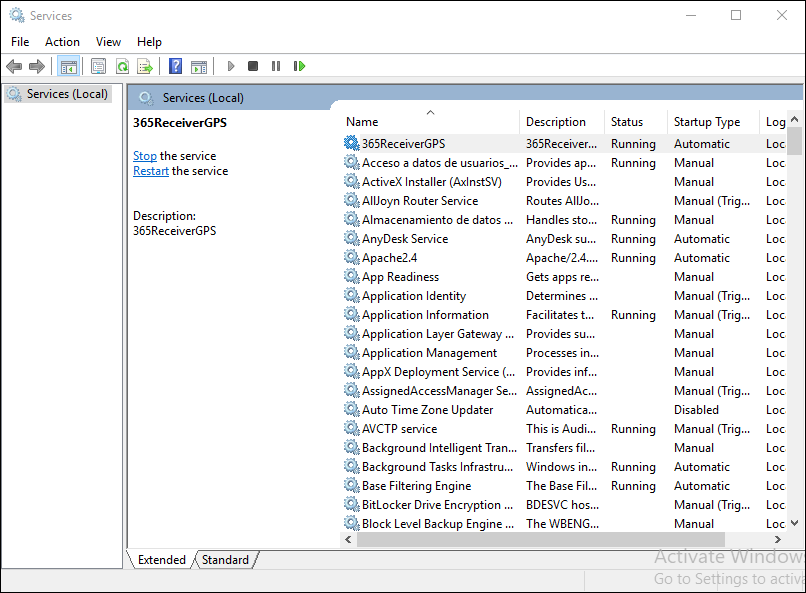 Services
File Action View Help
Services (Local)
Services (Local)
365ReceiverGPS
Stop the service
Restart the service
Description:
365ReceiverGPS
Name Description Status Startup Type Log
365ReceiverGPS 365Receiver... Running Automatic Loc
Acceso a datos de usuarios_... Provides ap... Running Manual Loc
ActiveX Installer (AxInstSV) Provides Us... Manual Loc
AllJoyn Router Service Routes AllJo... Manual (Trig... Loc
Almacenamiento de datos ... Handles sto... Running Manual Loc
AnyDesk Service AnyDesk su... Running Automatic Loc
Apache2.4 Apache/2.4.... Running Automatic Loc
App Readiness Gets apps re... Manual Loc
Application Identity Determines ... Manual (Trig... Loc
Application Information Facilitates t... Running Manual (Trig... Loc
Application Layer Gateway ... Provides su... Manual Loc
Application Management Processes in... Manual Loc
AppX Deployment Service (... Provides inf... Manual Loc
AssignedAccessManager Se... AssignedAc... Manual (Trig... Loc
Auto Time Zone Updater Automatica... Disabled Loc
AVCTP service This is Audi... Running Manual (Trig... Loc
Background Intelligent Tran... Transfers fil... Manual Loc
Background Tasks Infrastru... Windows in... Running Automatic Loc
Base Filtering Engine The Base Fil... Running Automatic Loc
BitLocker Drive Encryption ... BDESVC hos... Manual (Trig... Loc
Block Level Backup Engine ... The WBENG... Manual Loc
Extended Standard
Activate Windows
Go to Settings to activa